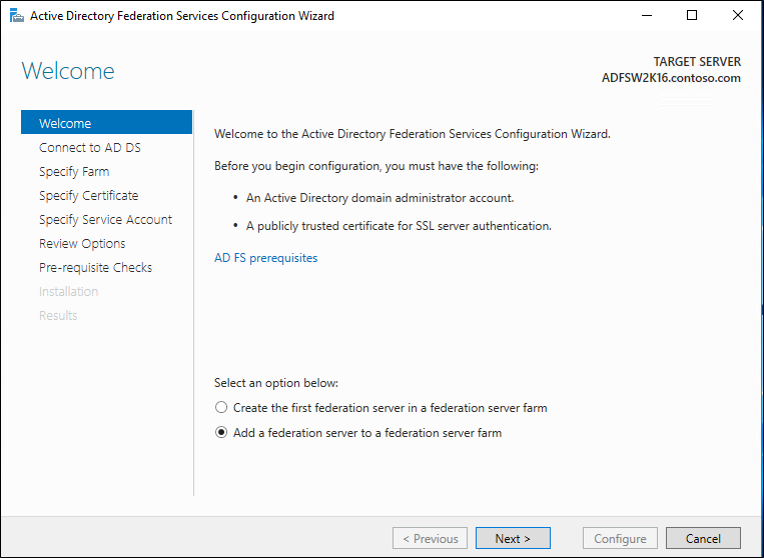 Active Directory Federation Services Configuration Wizard
Welcome
TARGET SERVER
ADFSW2K16.contoso.com
Welcome
Connect to AD DS
Specify Farm
Specify Certificate
Specify Service Account
Review Options
Pre-requisite Checks
Installation
Results
Welcome to the Active Directory Federation Services Configuration Wizard.
Before you begin configuration, you must have the following:
• An Active Directory domain administrator account.
• A publicly trusted certificate for SSL server authentication.
AD FS prerequisites
Select an option below:
Create the first federation server in a federation server farm
Add a federation server to a federation server farm
< Previous
Next >
Configure
Cancel